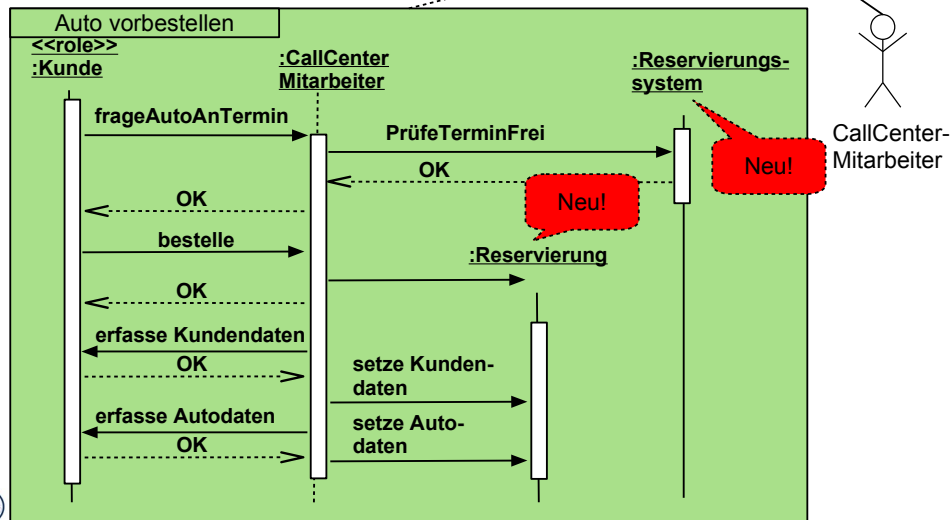 Auto vorbestellen
<<role>>
:Kunde
:CallCenter
Mitarbeiter
:Reservierungs-
system
frageAutoAnTermin
PrüfeTerminFrei
CallCenter-
Mitarbeiter
Neu!
OK
Neu!
OK
bestelle
:Reservierung
OK
erfasse Kundendaten
OK
setze Kunden-
daten
erfasse Autodaten
setze Auto-
daten
OK